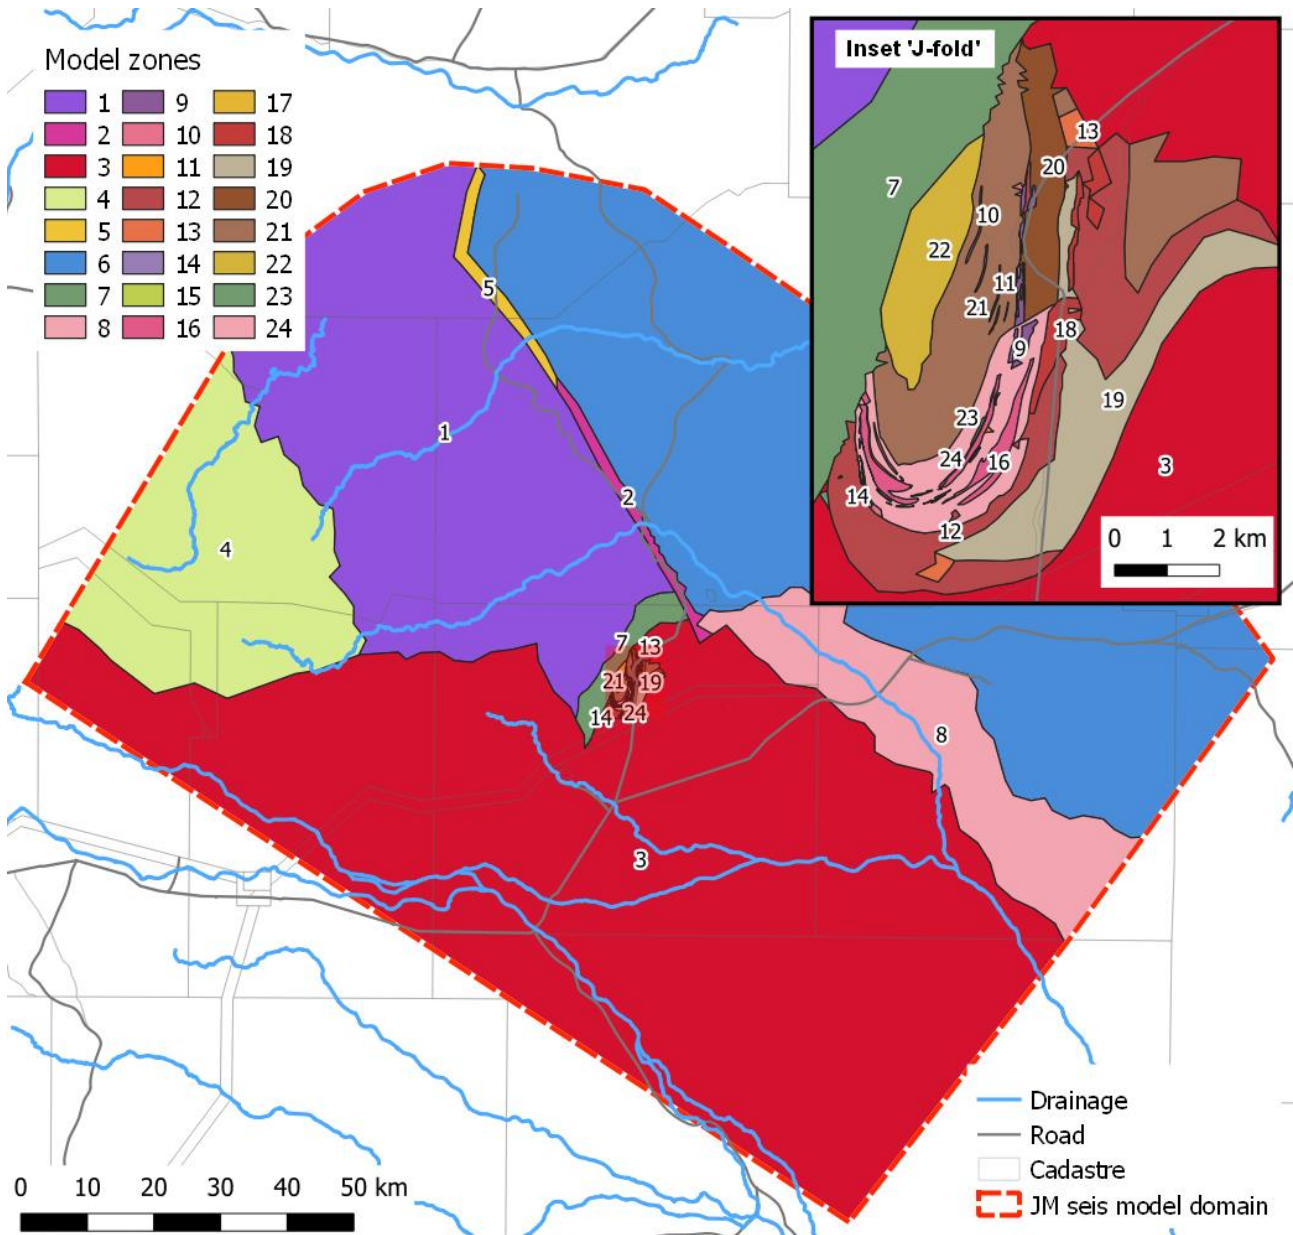 Model zones
1 9 17
2 10 18
3 11 19
4 12 20
5 13 21
6 14 22
7 15 23
8 16 24
Inset 'J-fold'
13
20
7
10
22
11
21
9
18
19
23
24
16
3
14
12
0 1 2 km
5
1
2
4
7
13
21
19
14
24
8
3
Drainage
Road
Cadastre
JM seis model domain
0 10 20 30 40 50 km